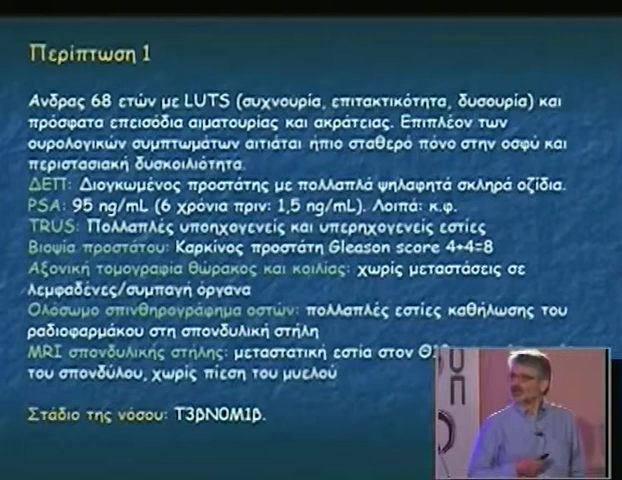 Περίπτωση 1
Ανδρας 68 ετών με LUTS (συχνουρία, επιτακτικότητα, δυσουρία) και
πρόσφατα επεισόδια αιματουρίας και ακράτειας. Επιπλέον των
ουρολογικών συμπτωμάτων αιτιάται ήπιο σταθερό πόνο στην οσφύ και
περιστασιακή δυσκοιλιότητα.
ΔΕΠ: Διογκωμένος προστάτης με πολλαπλά ψηλαφητά σκληρά οζίδια.
PSA: 95 ng/mL (6 χρόνια πριν: 1,5 ng/mL). Λοιπά: κ.φ.
TRUS: Πολλαπλές υποηχογενείς και υπερηχογενείς εστίες
Βιοψία προστάτου: Καρκίνος προστάτη Gleason score 4+4=8
Αξονική τομογραφία θώρακος και κοιλίας: χωρίς μεταστάσεις σε
λεμφαδένες/συμπαγή όργανα
Ολόσωμο σπινθηρογράφημα οστών: πολλαπλές εστίες καθήλωσης του
ραδιοφαρμάκου στη σπονδυλική στήλη
MRI σπονδυλικής στήλης: μεταστατική εστία στον
του σπονδύλου, χωρίς πίεση του μυελού
Στάδιο της νόσου: Τ3βN0M1β.